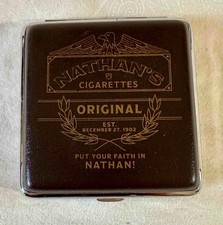 NATHAN'S
CIGARETTES
ORIGINAL
EST.
DECEMBER 27, 1902
PUT YOUR FAITH IN
NATHAN!